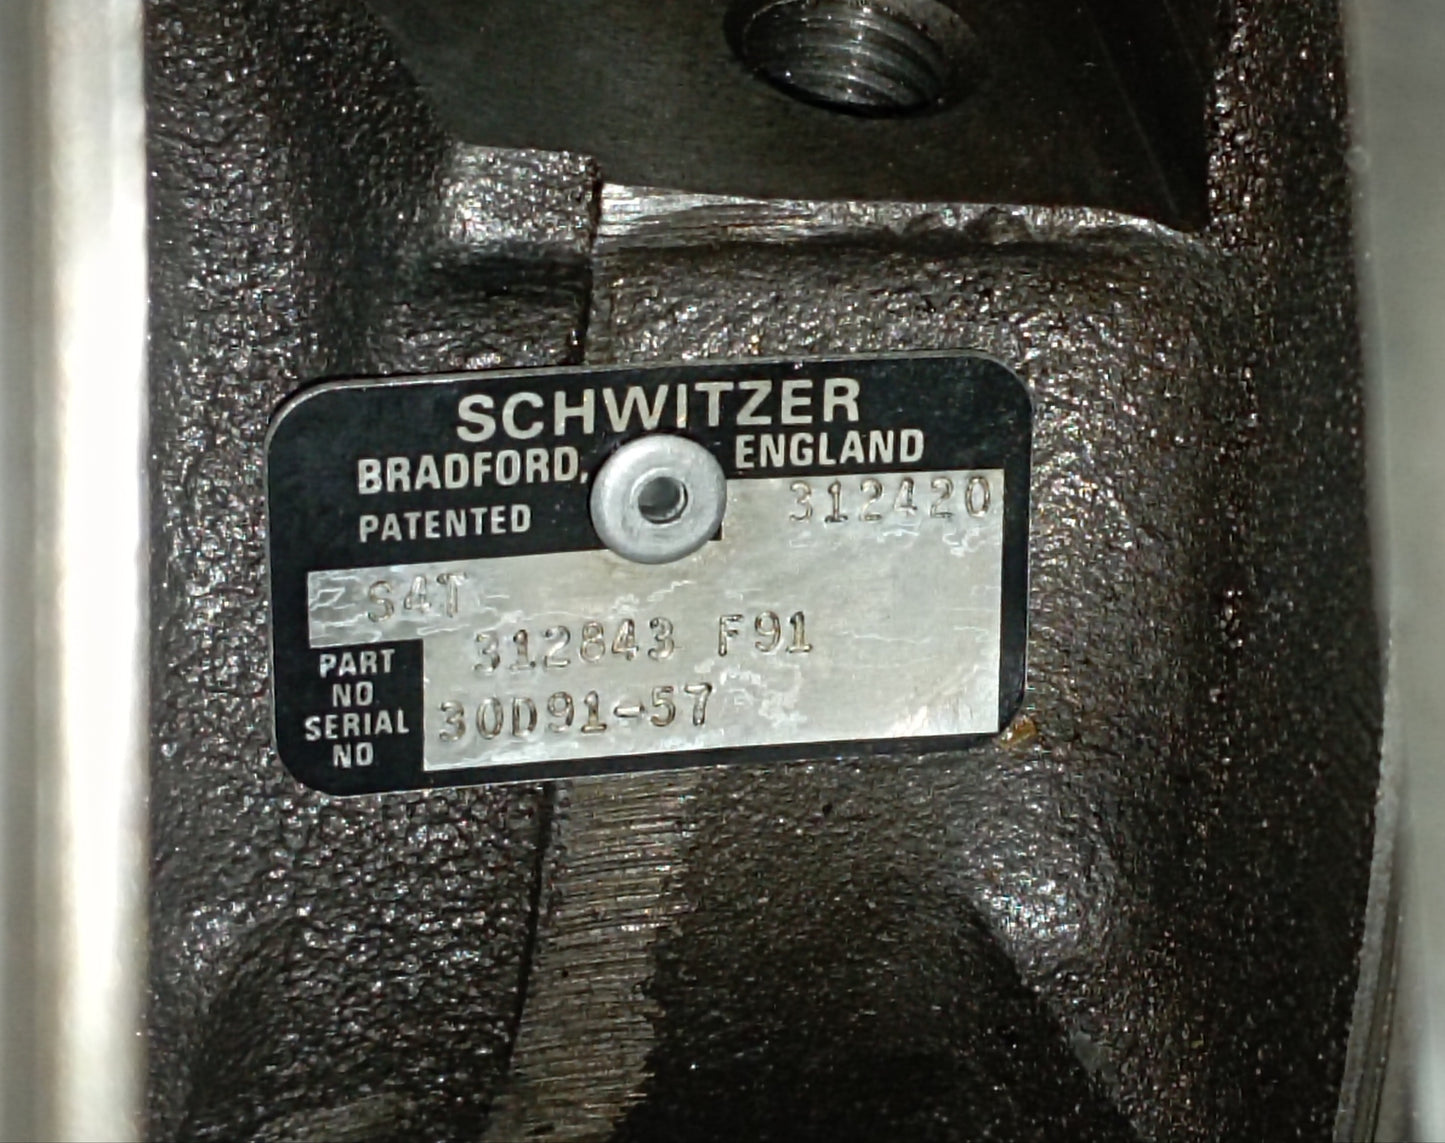 SCHWITZER
BRADFORD, ENGLAND
PATENTED 312420
S4T
PART NO 312843 F91
SERIAL NO 30D91-57